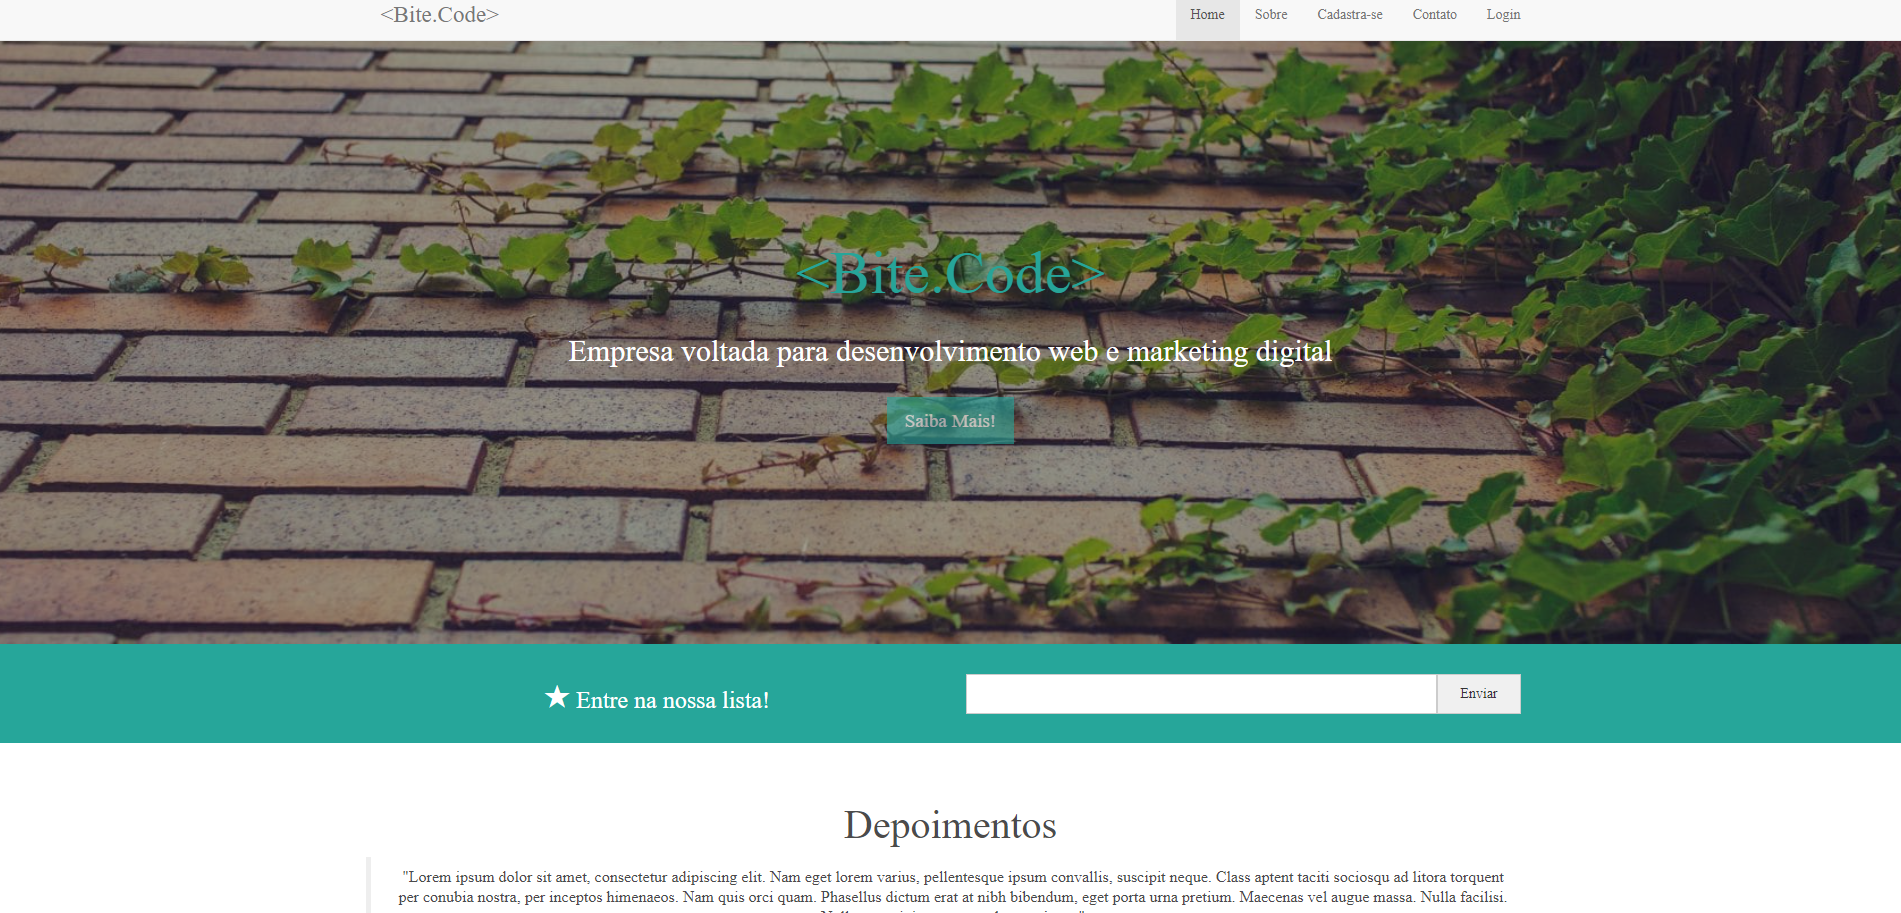 <Bite.Code>
Home Sobre Cadastra-se Contato Login
<Bite.Code>
Empresa voltada para desenvolvimento web e marketing digital
Saiba Mais!
Entre na nossa lista!
Enviar
Depoimentos
"Lorem ipsum dolor sit amet, consectetur adipiscing elit. Nam eget lorem varius, pellentesque ipsum convallis, suscipit neque. Class aptent taciti sociosqu ad litora torquent
per conubia nostra, per inceptos himenaeos. Nam quis orci quam. Phasellus dictum erat at nibh bibendum, eget porta urna pretium. Maecenas vel augue massa. Nulla facilisi.